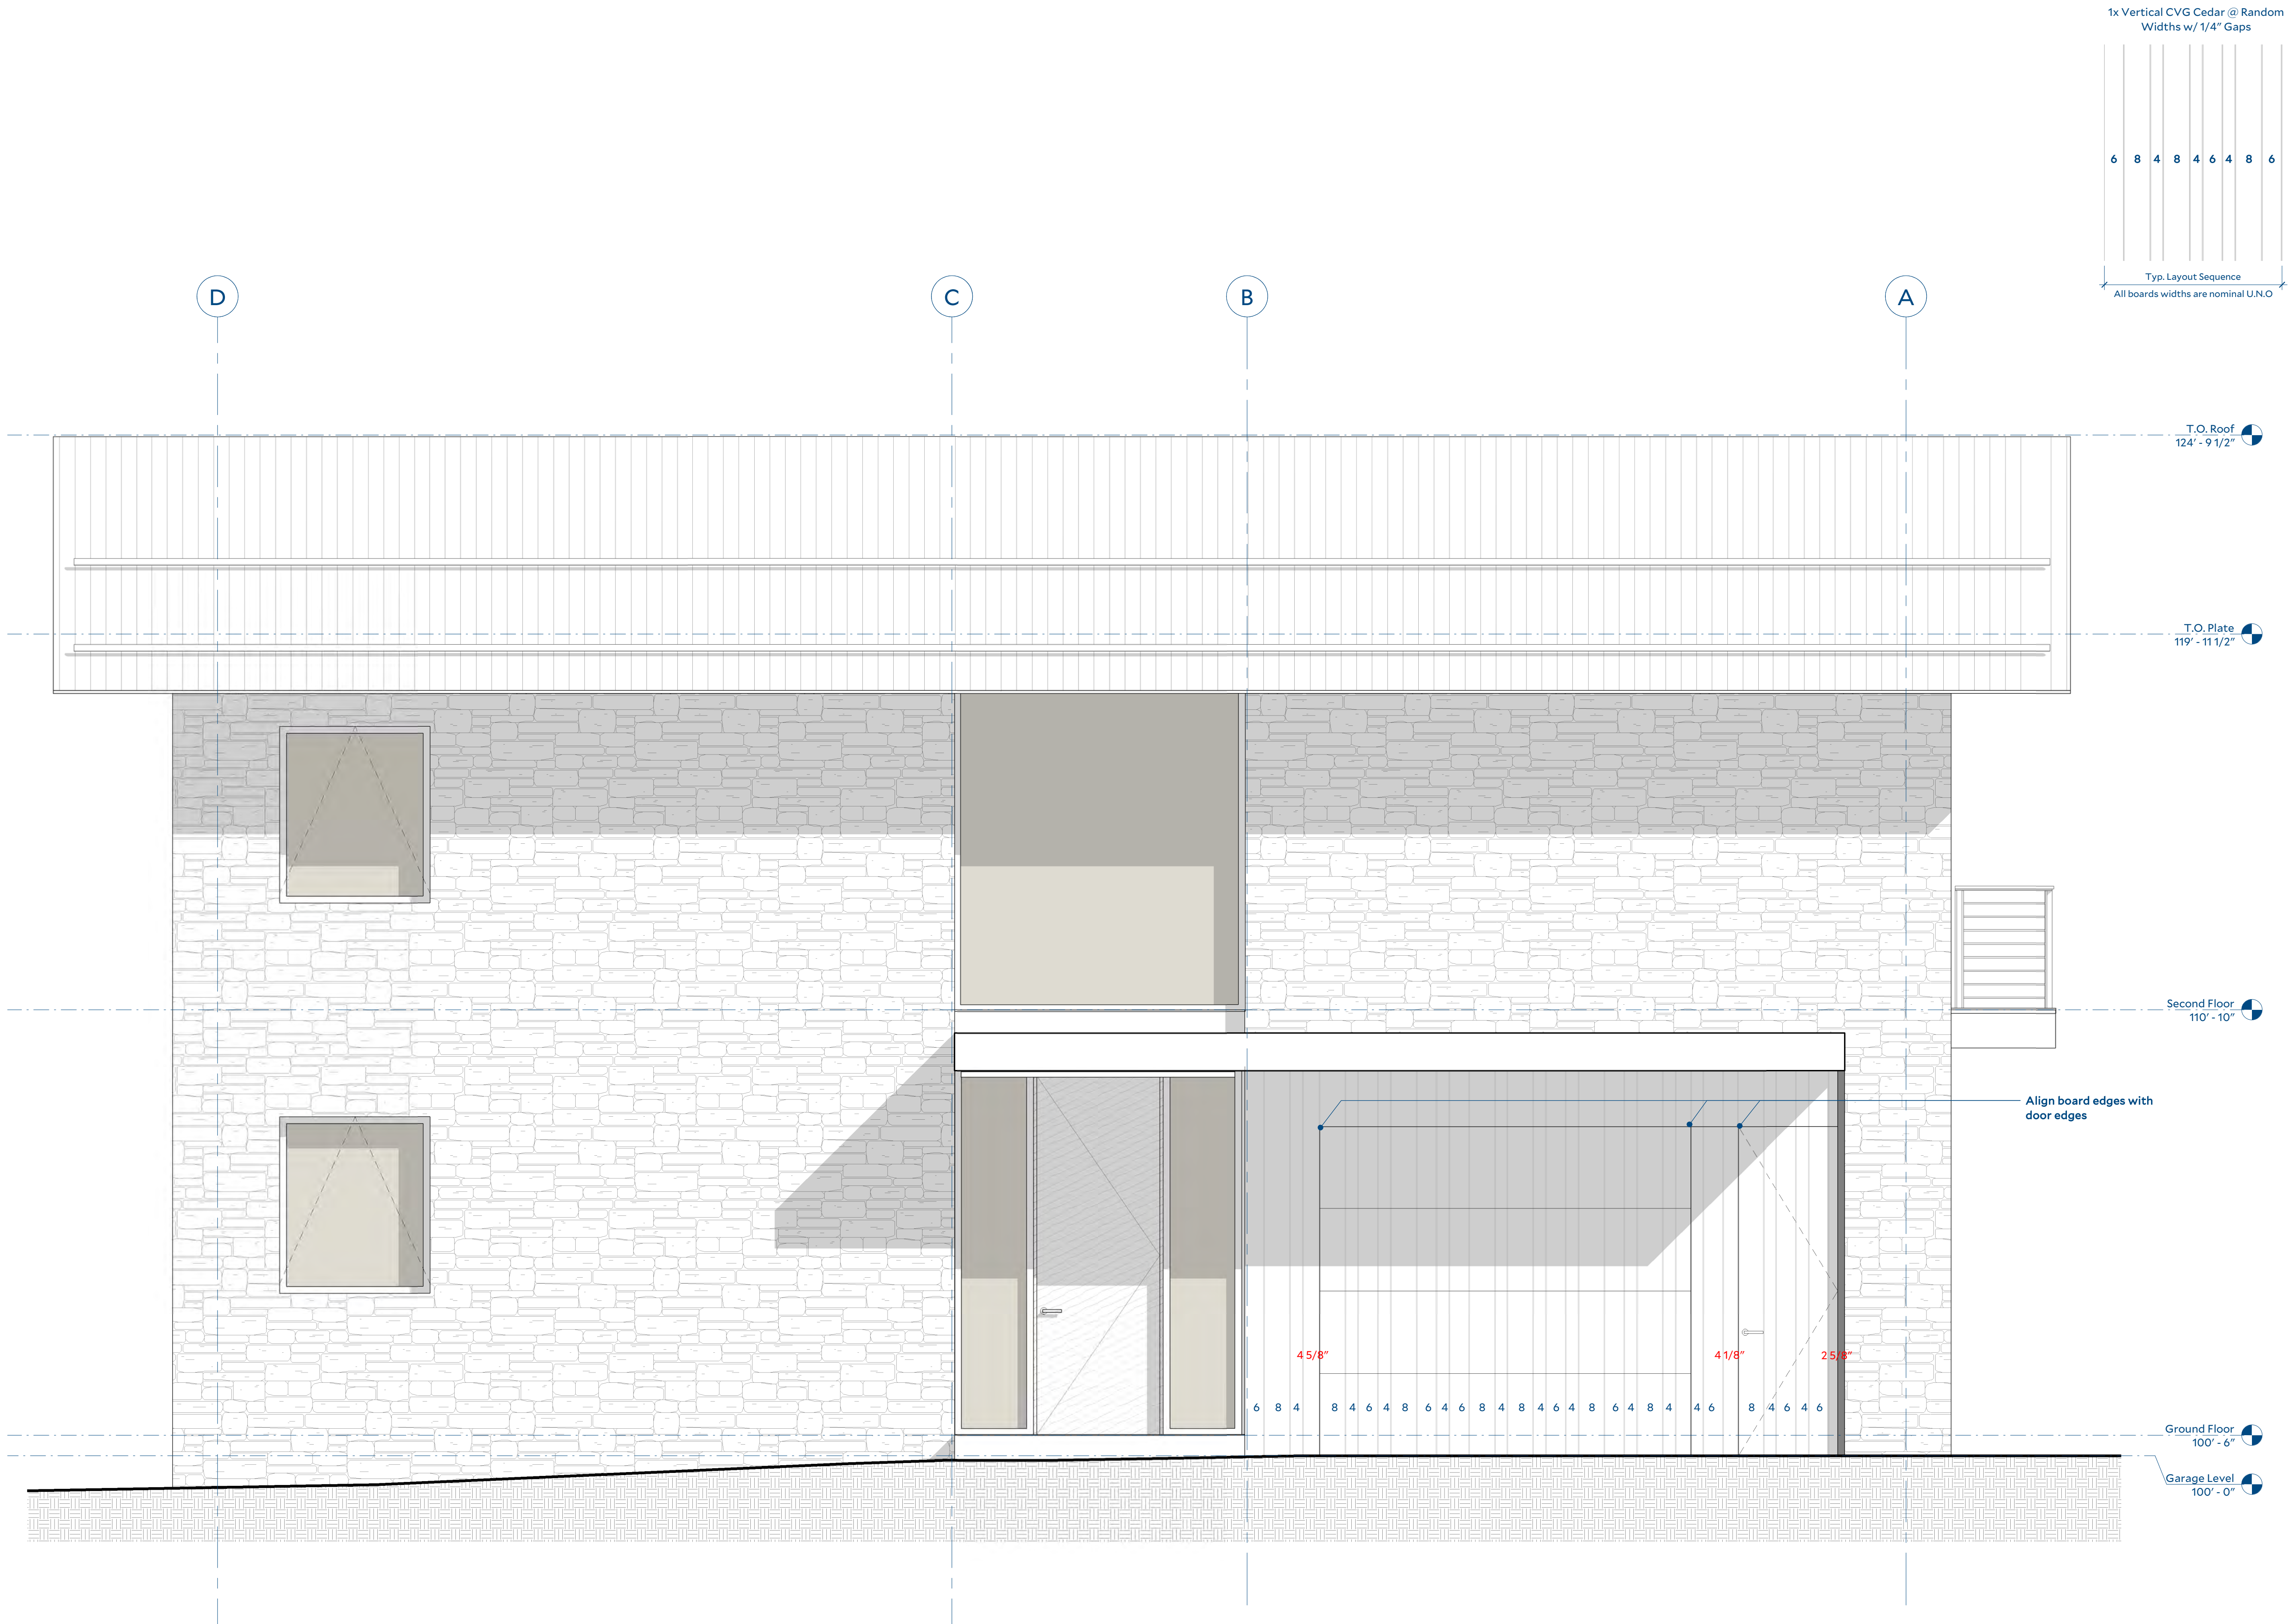 1x Vertical CVG Cedar @ Random
Widths w/ 1/4" Gaps
6 8 4 8 4 6 4 8 6
Typ. Layout Sequence
All boards widths are nominal U.N.O
D C B A
T.O. Roof
124' - 9 1/2"
T.O. Plate
119' - 11 1/2"
Second Floor
110' - 10"
Align board edges with
door edges
4 5/8" 4 1/8" 2 5/8"
6 8 4 8 4 6 4 8 6 4 6 8 4 8 4 6 4 8 6 4 8 4 4 6 8 4 6 4 6
Ground Floor
100' - 6"
Garage Level
100' - 0"